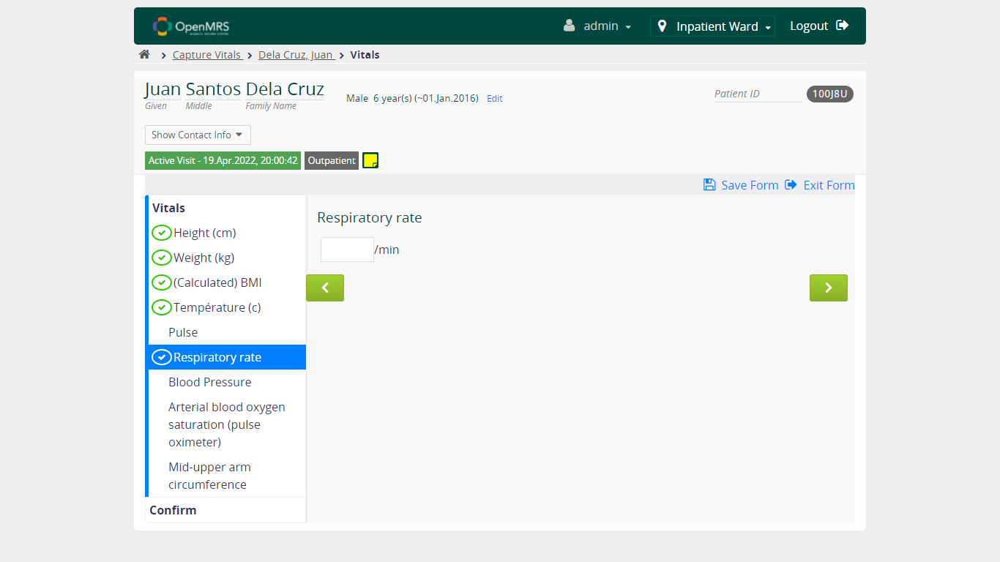 OpenMRS
admin
Inpatient Ward
Logout
Capture Vitals
Dela Cruz, Juan
Vitals
Juan Santos Dela Cruz
Given Middle Family Name
Male 6 year(s) (~01.Jan.2016) Edit
Patient ID 100J8U
Show Contact Info
Active Visit - 19.Apr.2022, 20:00:42 Outpatient
Save Form Exit Form
Vitals
Height (cm)
Weight (kg)
(Calculated) BMI
Température (c)
Pulse
Respiratory rate
Blood Pressure
Arterial blood oxygen
saturation (pulse
oximeter)
Mid-upper arm
circumference
Confirm
Respiratory rate
/min